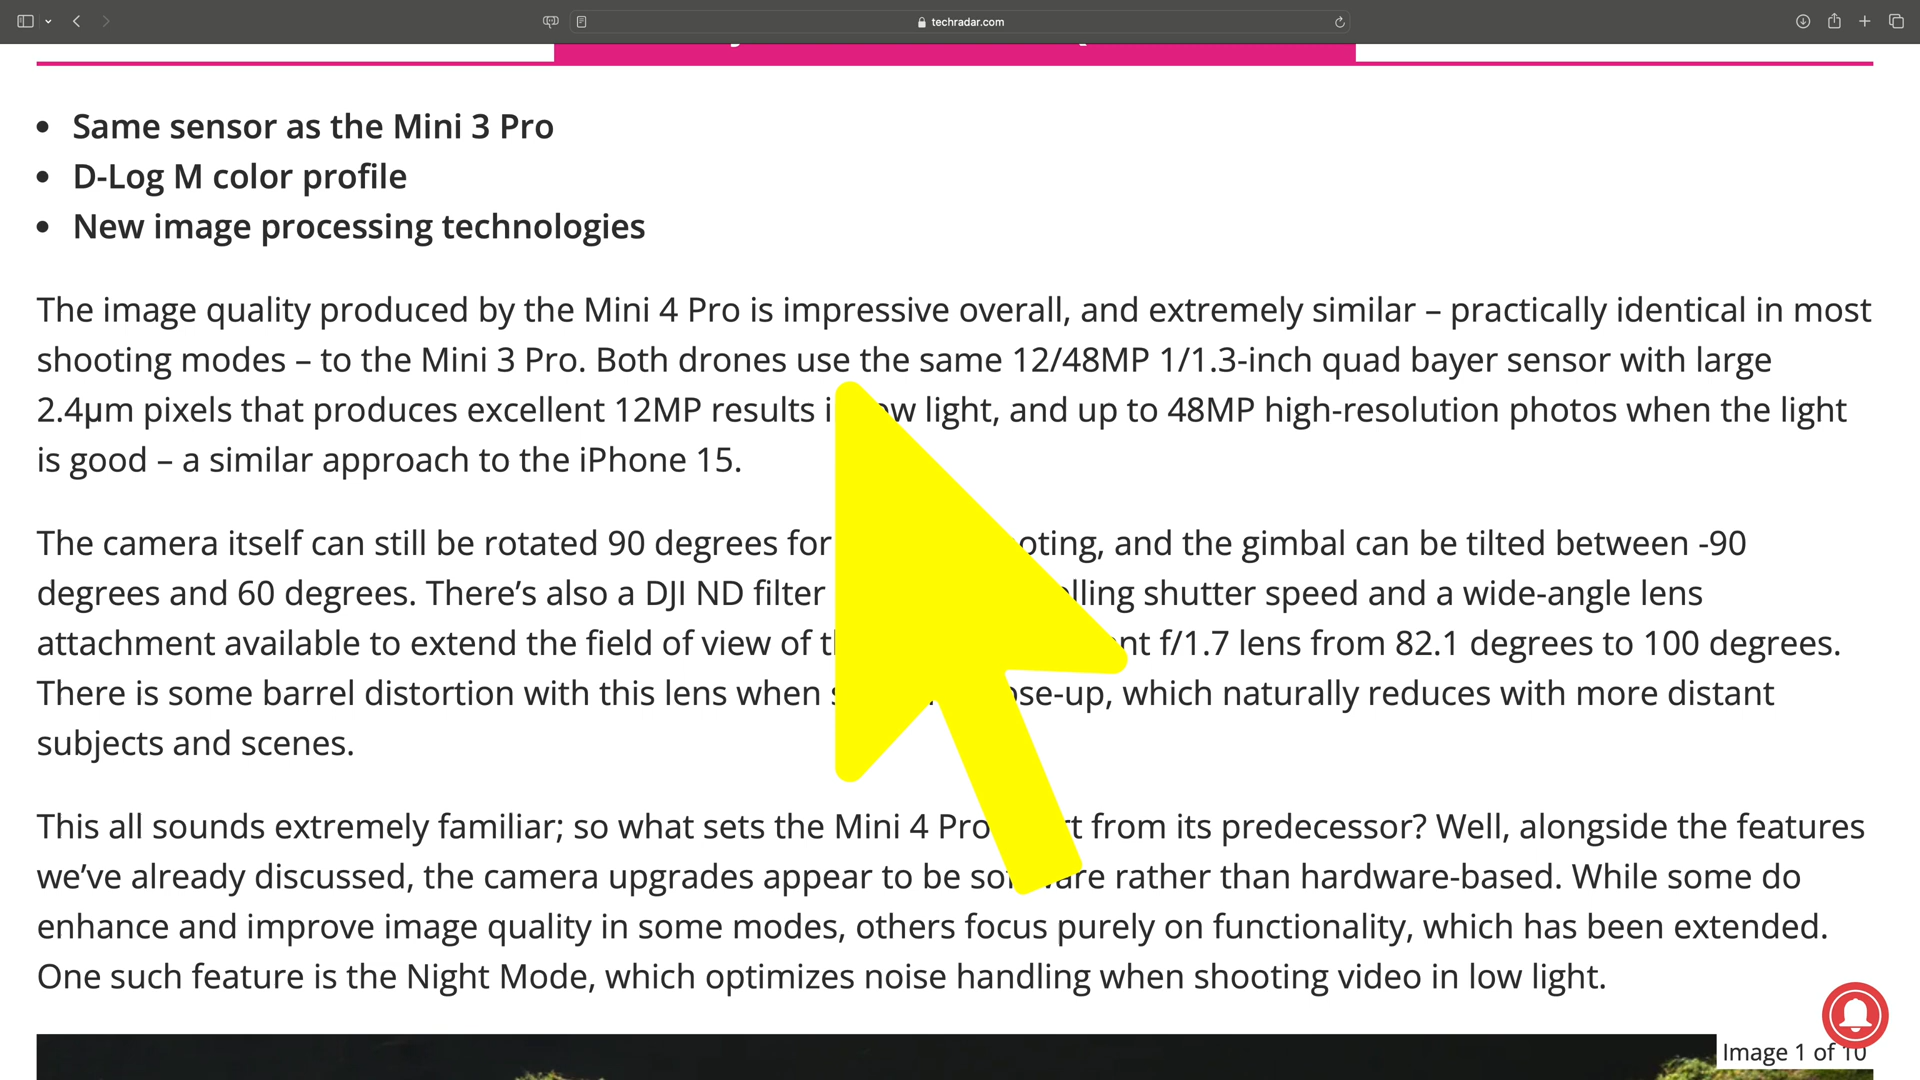 techradar.com
• Same sensor as the Mini 3 Pro
• D-Log M color profile
• New image processing technologies
The image quality produced by the Mini 4 Pro is impressive overall, and extremely similar – practically identical in most
shooting modes – to the Mini 3 Pro. Both drones use the same 12/48MP 1/1.3-inch quad bayer sensor with large
2.4μm pixels that produces excellent 12MP results light, and up to 48MP high-resolution photos when the light
is good – a similar approach to the iPhone 15.
The camera itself can still be rotated 90 degrees for and the gimbal can be tilted between -90
degrees and 60 degrees. There’s also a DJI ND filter shutter speed and a wide-angle lens
attachment available to extend the field of view of f/1.7 lens from 82.1 degrees to 100 degrees.
There is some barrel distortion with this lens when which naturally reduces with more distant
subjects and scenes.
This all sounds extremely familiar; so what sets the Mini 4 Pro from its predecessor? Well, alongside the features
we’ve already discussed, the camera upgrades appear to be software rather than hardware-based. While some do
enhance and improve image quality in some modes, others focus purely on functionality, which has been extended.
One such feature is the Night Mode, which optimizes noise handling when shooting video in low light.
Image 1 of 10